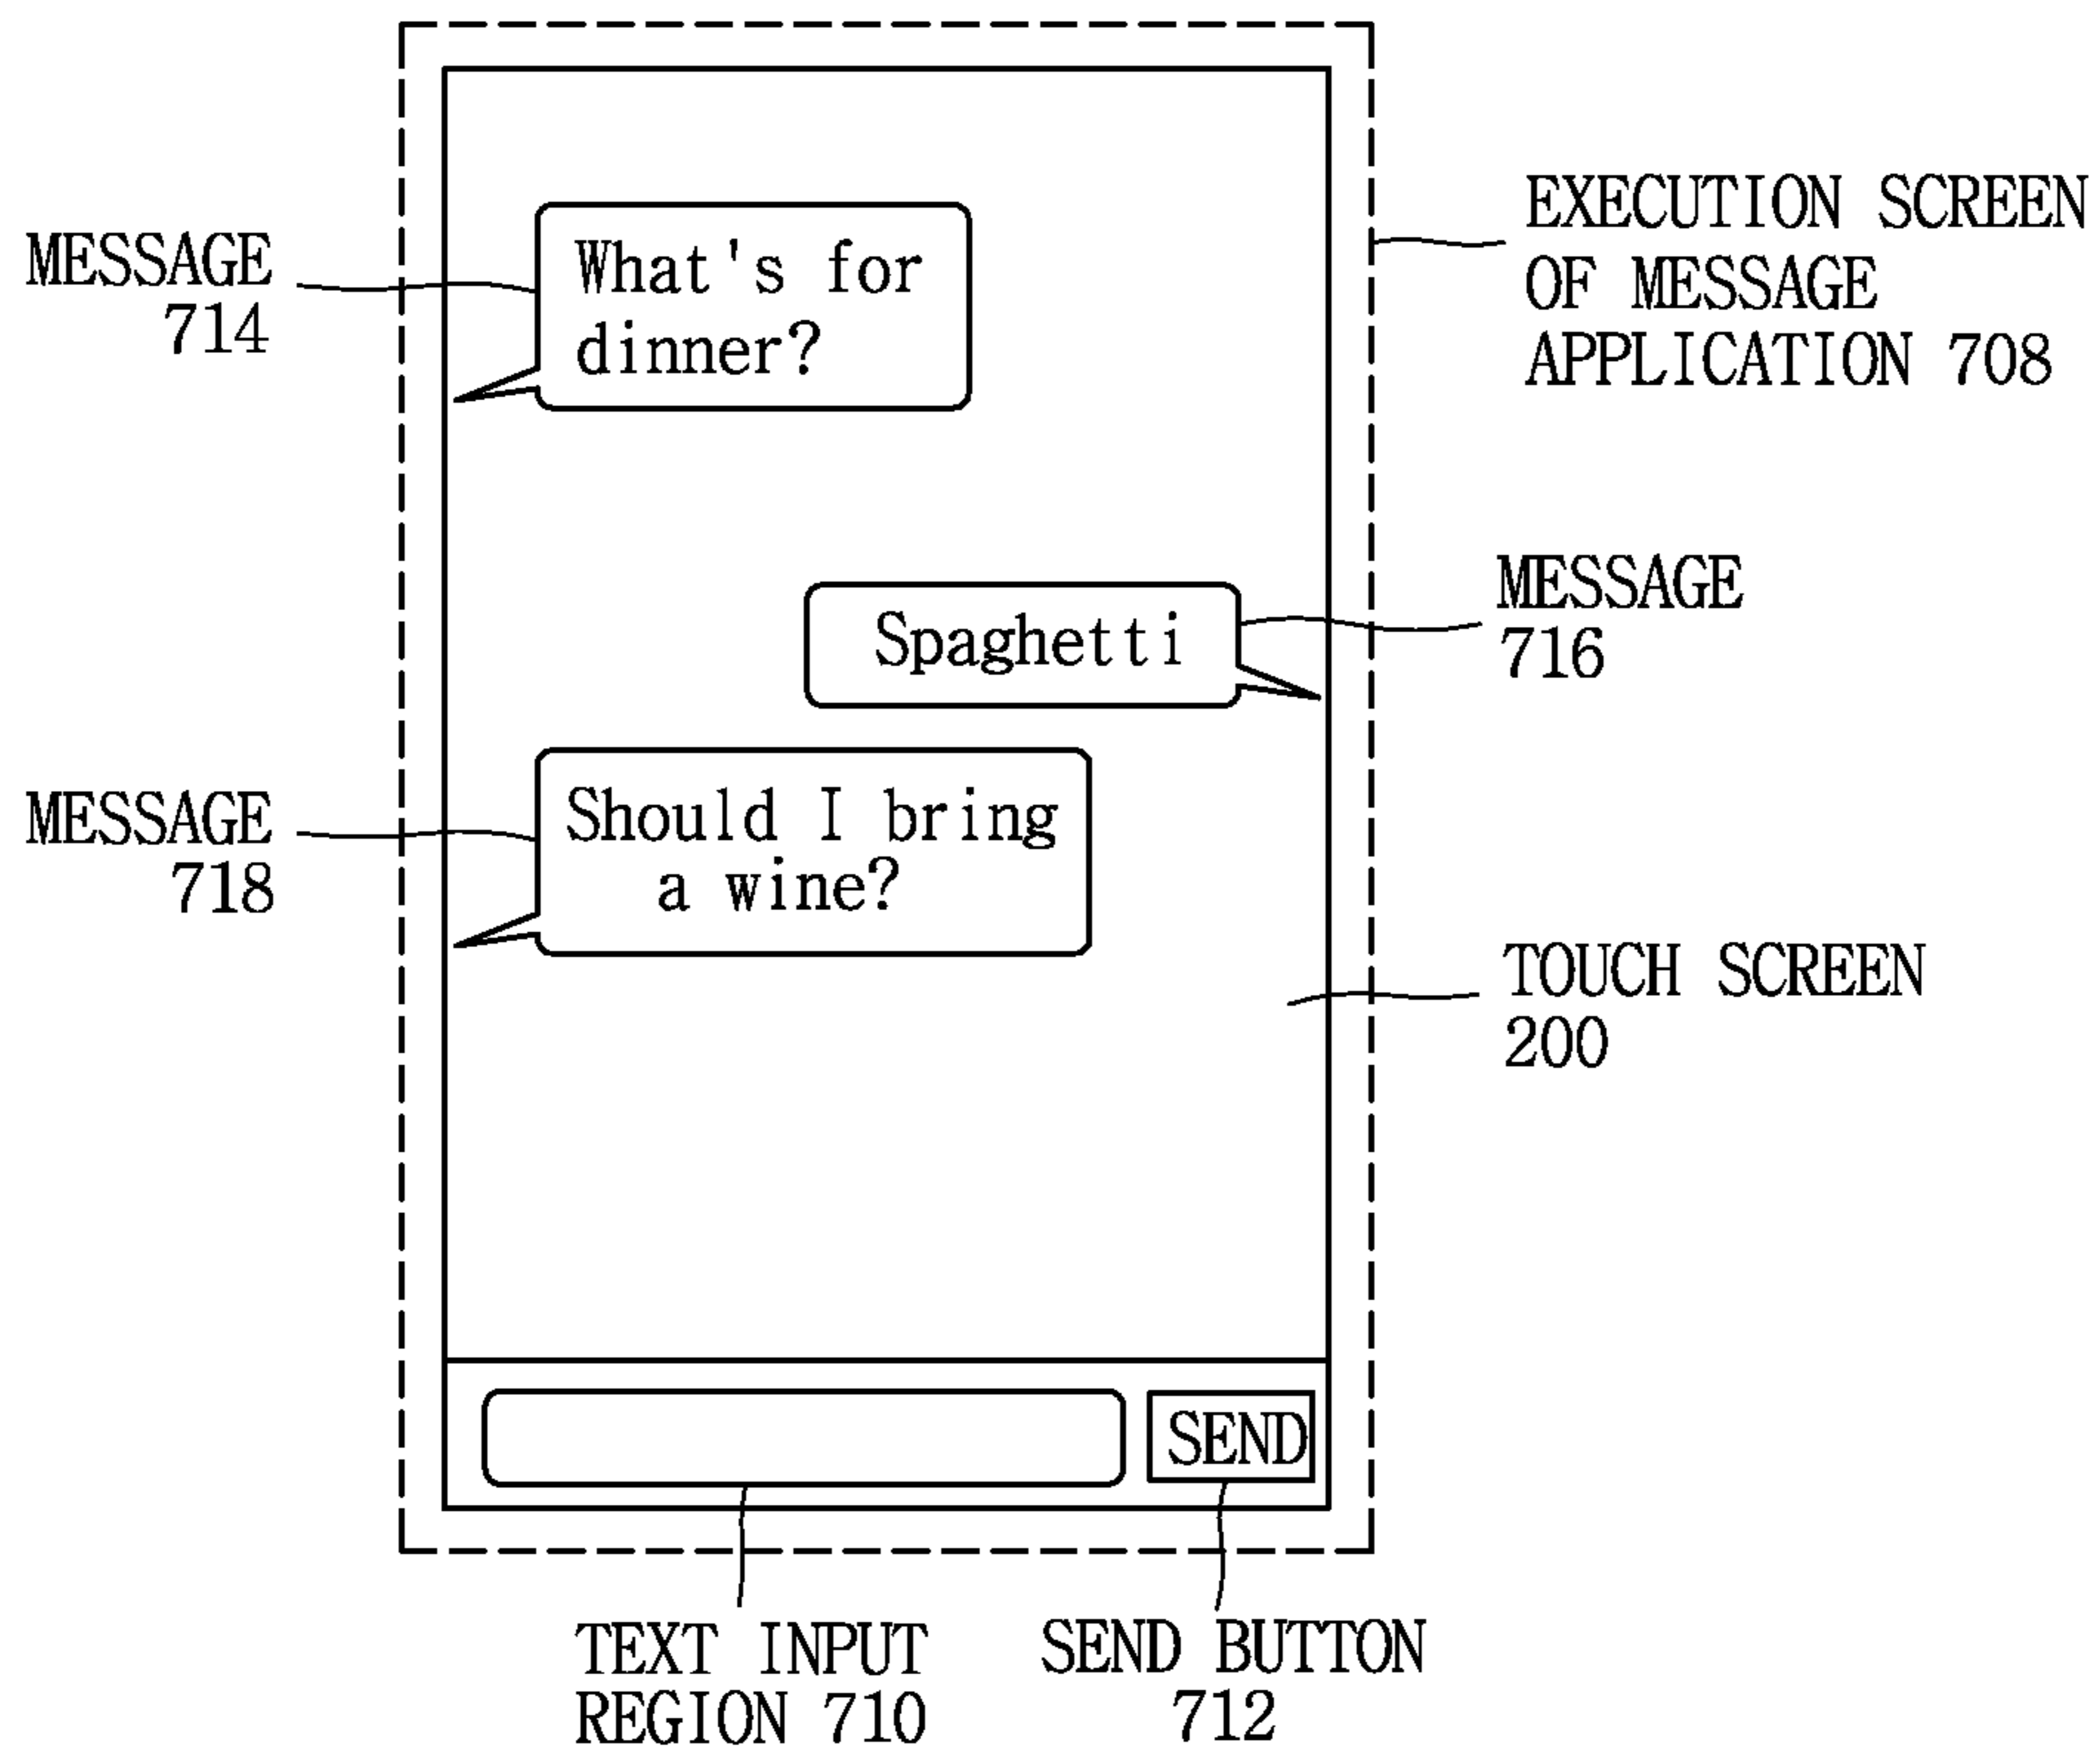 EXECUTION SCREEN
OF MESSAGE
APPLICATION 708
MESSAGE
714
What's for
dinner?
MESSAGE
716
Spaghetti
MESSAGE
718
Should I bring
a wine?
TOUCH SCREEN
200
SEND
TEXT INPUT
REGION 710
SEND BUTTON
712